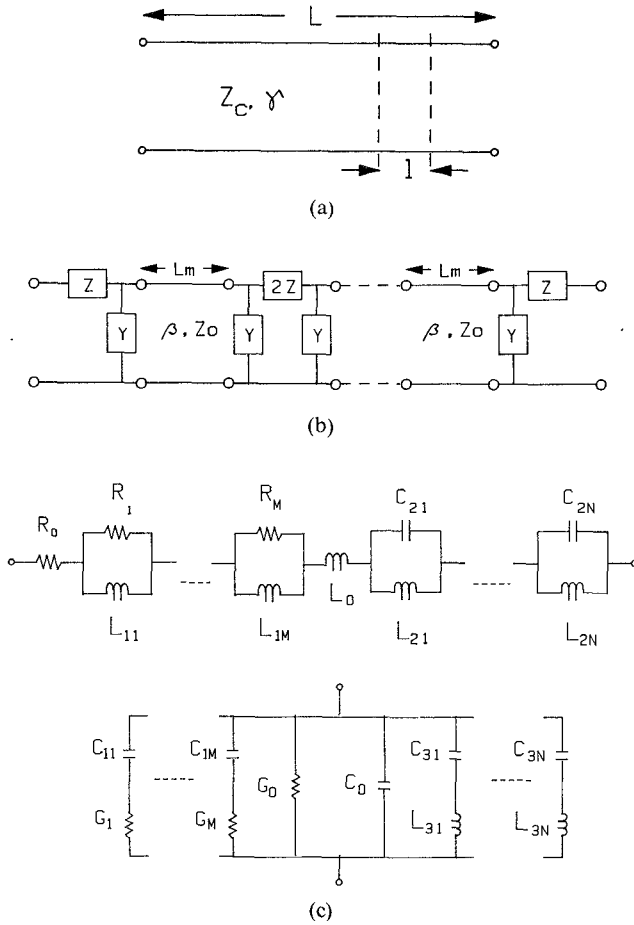 L
Z_C, γ
l
(a)
Lm Lm
Z 2Z Z
Y β, Zo Y Y β, Zo Y
(b)
R_1 R_M C_21 C_2N
R_0
L_0
L_11 L_1M L_21 L_2N
C_11 C_1M C_31 C_3N
G_0 C_0
G_1 G_M L_31 L_3N
(c)